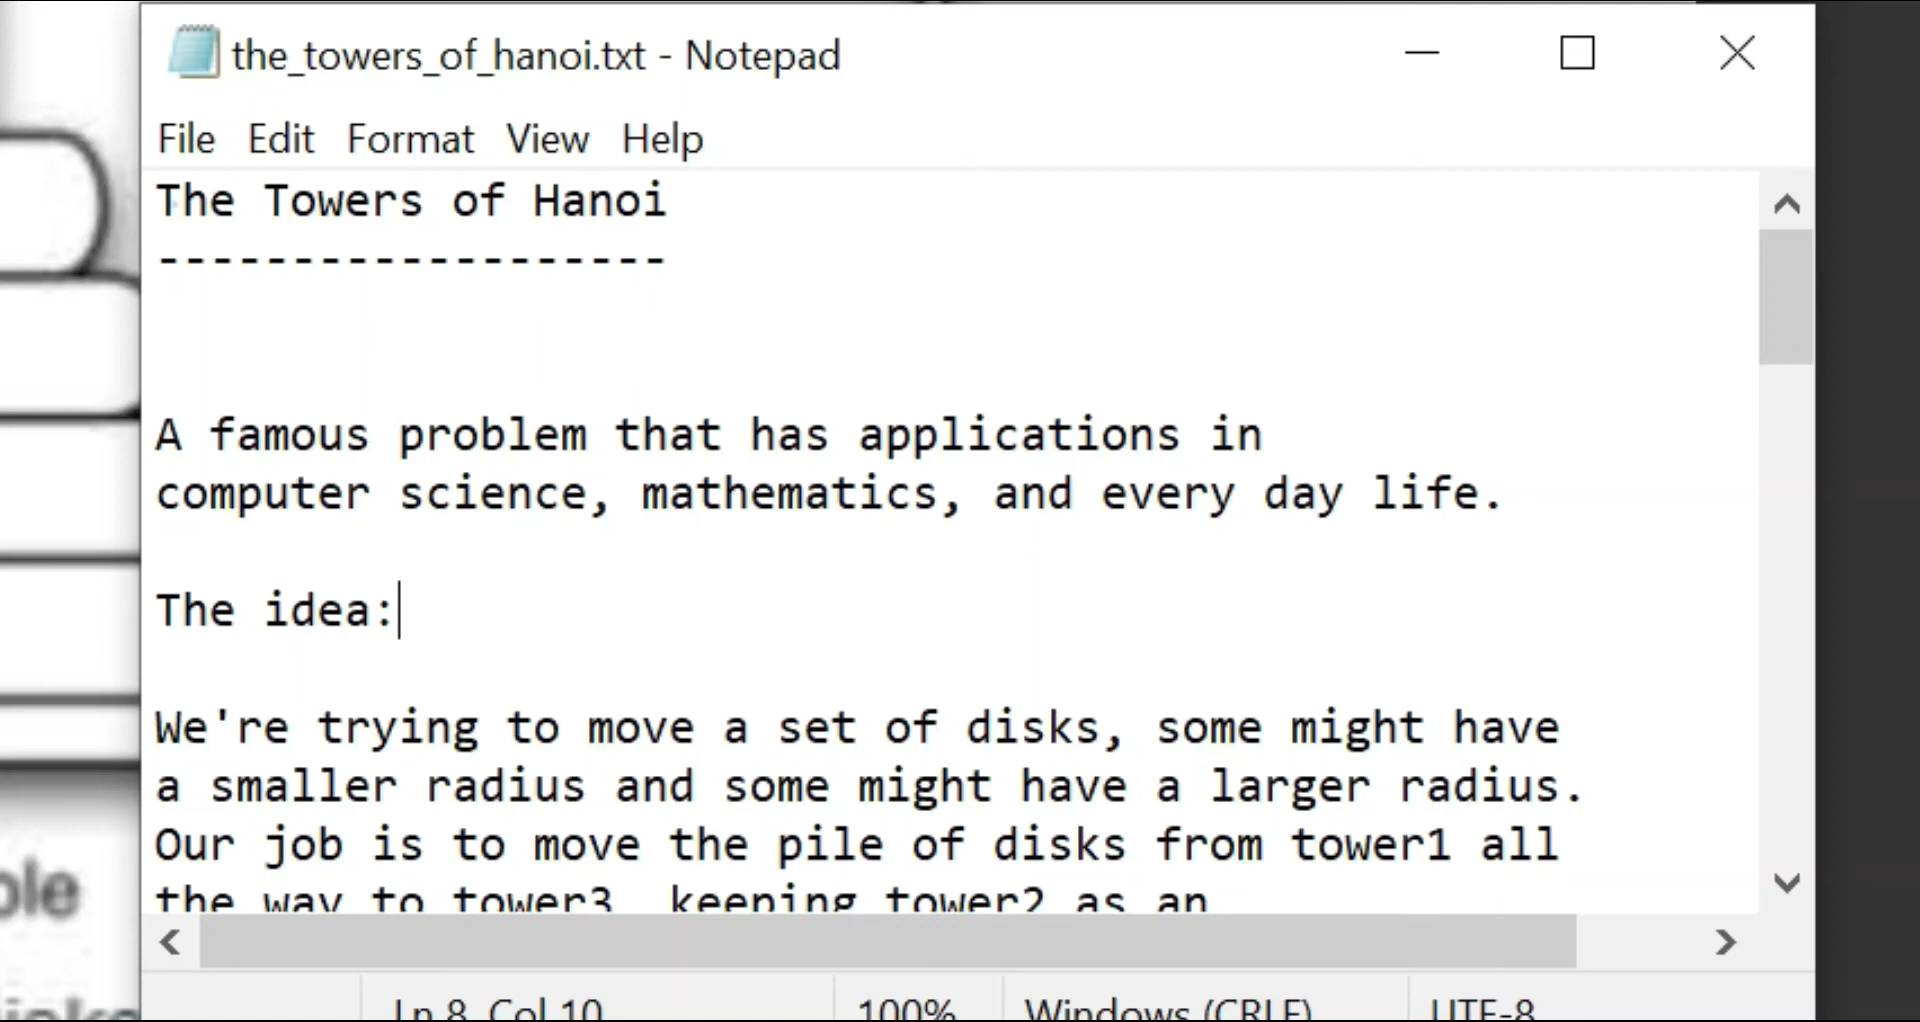 the_towers_of_hanoi.txt - Notepad
File Edit Format View Help
The Towers of Hanoi
-------------------
A famous problem that has applications in
computer science, mathematics, and every day life.
The idea:
We're trying to move a set of disks, some might have
a smaller radius and some might have a larger radius.
Our job is to move the pile of disks from tower1 all
the way to tower3 keeping tower2 as an
Ln 8, Col 10 100% Windows (CRLF) UTF-8